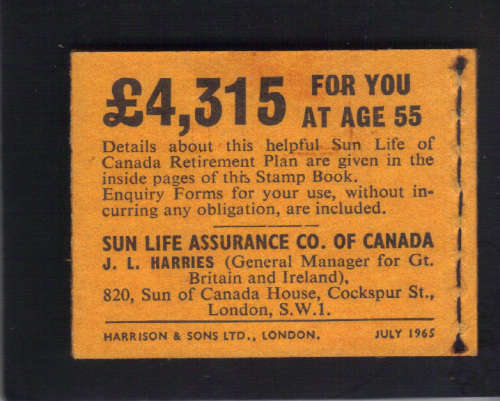 £4,315 FOR YOU
AT AGE 55
Details about this helpful Sun Life of
Canada Retirement Plan are given in the
inside pages of this Stamp Book.
Enquiry Forms for your use, without in-
curring any obligation, are included.
SUN LIFE ASSURANCE CO. OF CANADA
J. L. HARRIES (General Manager for Gt.
Britain and Ireland),
820, Sun of Canada House, Cockspur St.,
London, S.W.1.
HARRISON & SONS LTD., LONDON. JULY 1965